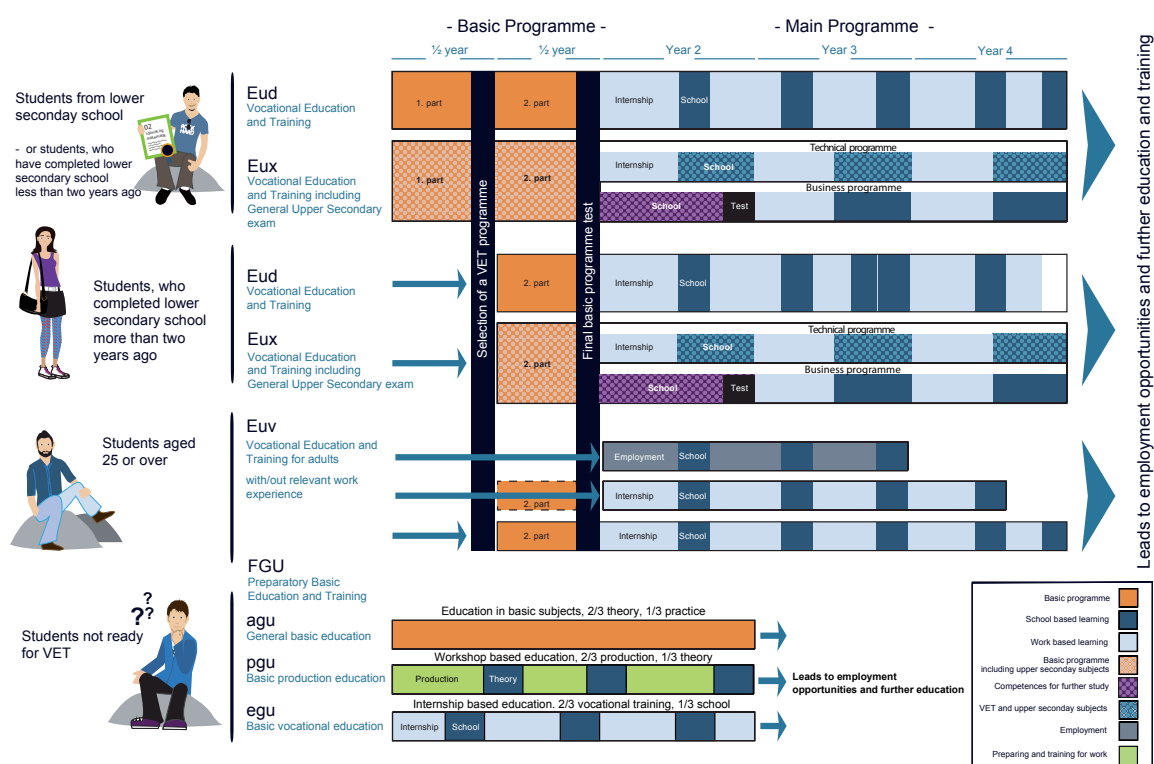 - Basic Programme -
- Main Programme -
½ year
½ year
Year 2
Year 3
Year 4
Students from lower
seconday school
- or students, who
have completed lower
secondary school
less than two years ago
Eud
Vocational Education
and Training
1. part
2. part
Internship
School
Eux
Vocational Education
and Training including
General Upper Secondary
exam
1. part
2. part
Technical programme
Internship
School
Business programme
School
Test
Selection of a VET programme
Final basic programme test
Students, who
completed lower
secondary school
more than two
years ago
Eud
Vocational Education
and Training
2. part
Internship
School
Eux
Vocational Education
and Training including
General Upper Secondary exam
2. part
Technical programme
Internship
School
Business programme
School
Test
Students aged
25 or over
Euv
Vocational Education and
Training for adults
with/out relevant work
experience
Employment
School
2. part
Internship
School
2. part
Internship
School
Leads to employment opportunities and further education and training
Students not ready
for VET
???
FGU
Preparatory Basic
Education and Training
agu
General basic education
Education in basic subjects, 2/3 theory, 1/3 practice
pgu
Basic production education
Workshop based education, 2/3 production, 1/3 theory
Production
Theory
egu
Basic vocational education
Internship based education. 2/3 vocational training, 1/3 school
Internship
School
Leads to employment
opportunities and further education
Basic programme
School based learning
Work based learning
Basic programme
including upper seconday subjects
Competences for further study
VET and upper seconday subjects
Employment
Preparing and training for work